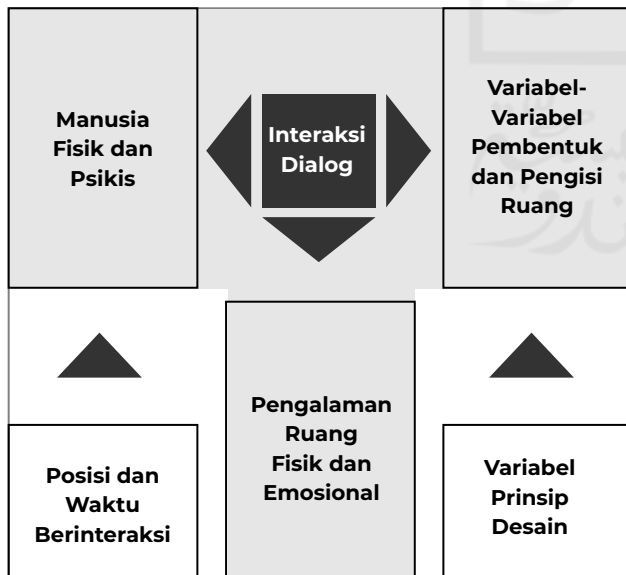 Manusia
Fisik dan
Psikis
Interaksi
Dialog
Variabel-
Variabel
Pembentuk
dan Pengisi
Ruang
Posisi dan
Waktu
Berinteraksi
Pengalaman
Ruang
Fisik dan
Emosional
Variabel
Prinsip
Desain